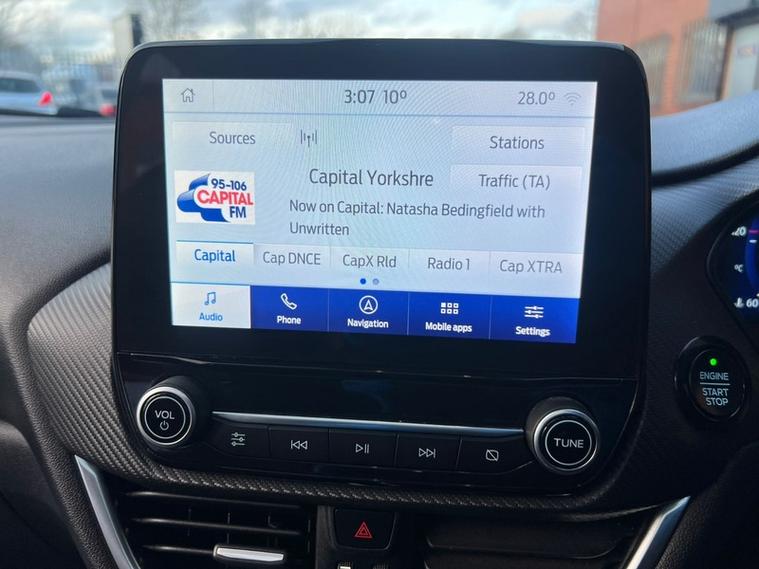 3:07 10°
28.0°
Sources
Stations
Capital Yorkshre
Traffic (TA)
95-106
CAPITAL
FM
Now on Capital: Natasha Bedingfield with
Unwritten
Capital
Cap DNCE
CapX Rld
Radio 1
Cap XTRA
Audio
Phone
Navigation
Mobile apps
Settings
VOL
TUNE
ENGINE
START
STOP
°C
60